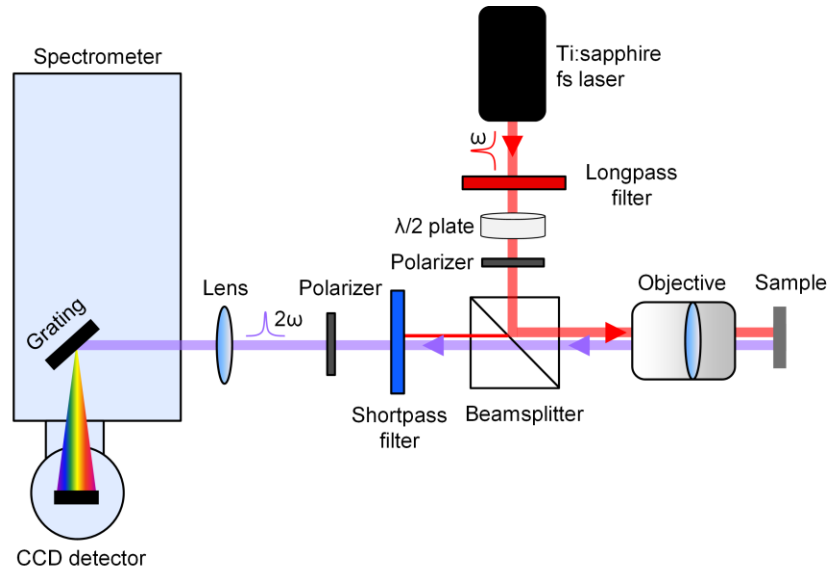 Spectrometer
Ti:sapphire
fs laser
ω
Longpass
filter
λ/2 plate
Polarizer
Lens
Polarizer
Objective
Sample
2ω
Grating
Shortpass
filter
Beamsplitter
CCD detector